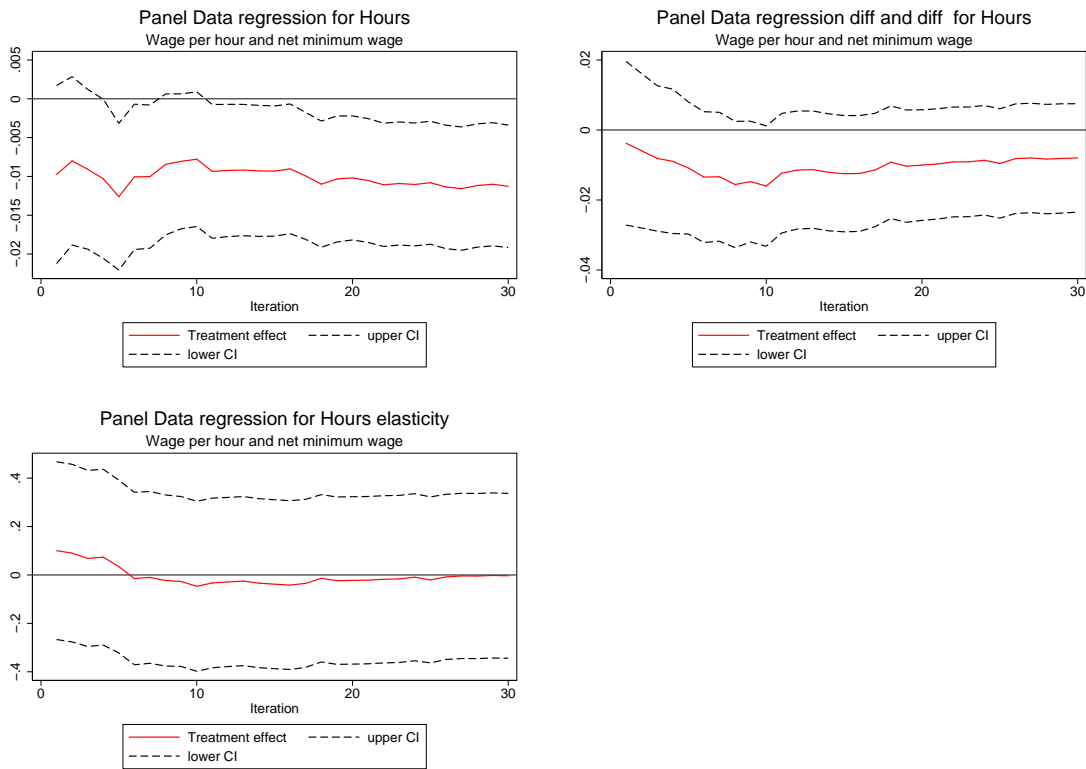 Panel Data regression for Hours
Wage per hour and net minimum wage
.005
0
-.005
-.01
-.015
-.02
0 10 20 30
Iteration
Treatment effect upper CI
lower CI
Panel Data regression diff and diff for Hours
Wage per hour and net minimum wage
.02
0
-.02
-.04
0 10 20 30
Iteration
Treatment effect upper CI
lower CI
Panel Data regression for Hours elasticity
Wage per hour and net minimum wage
.4
.2
0
-.2
-.4
0 10 20 30
Iteration
Treatment effect upper CI
lower CI